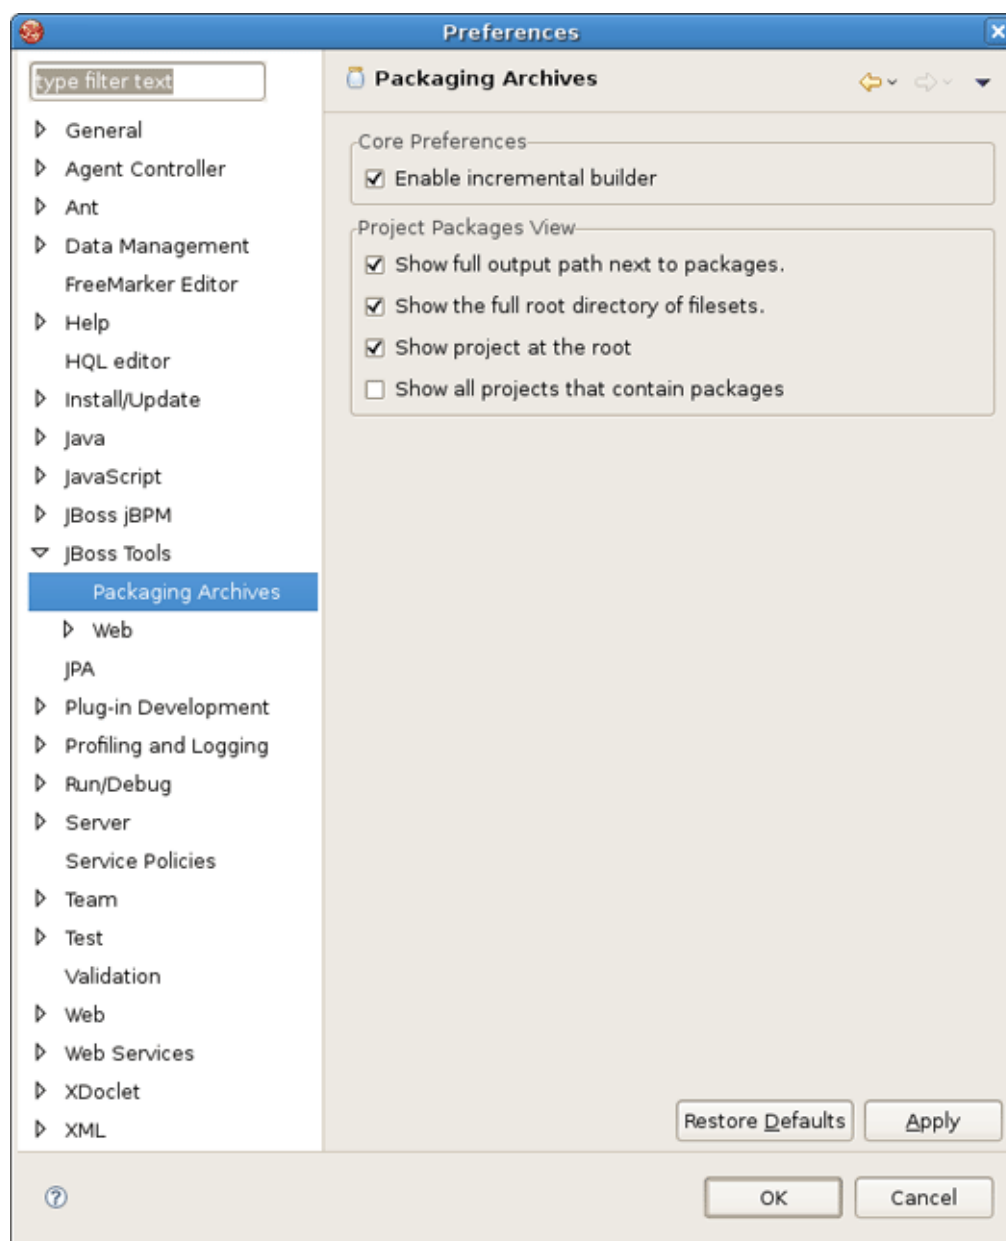 Preferences
type filter text
General
Agent Controller
Ant
Data Management
FreeMarker Editor
Help
HQL editor
Install/Update
Java
JavaScript
JBoss jBPM
JBoss Tools
Packaging Archives
Web
JPA
Plug-in Development
Profiling and Logging
Run/Debug
Server
Service Policies
Team
Test
Validation
Web
Web Services
XDoclet
XML
Packaging Archives
Core Preferences
Enable incremental builder
Project Packages View
Show full output path next to packages.
Show the full root directory of filesets.
Show project at the root
Show all projects that contain packages
Restore Defaults
Apply
OK
Cancel